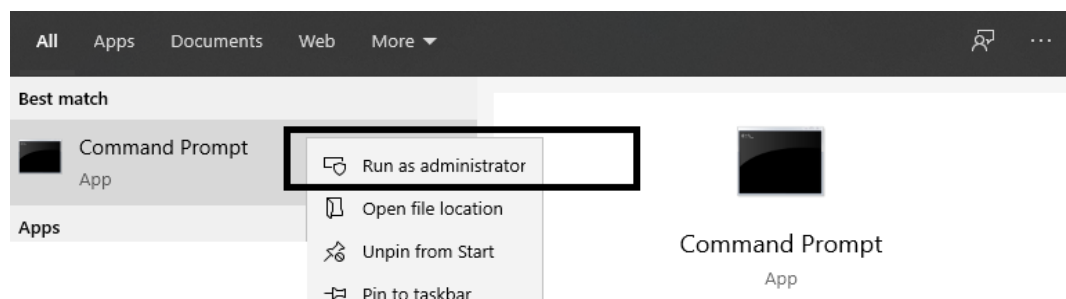 All Apps Documents Web More
Best match
Command Prompt
App
Run as administrator
Open file location
Apps
Unpin from Start
Pin to taskbar
Command Prompt
App